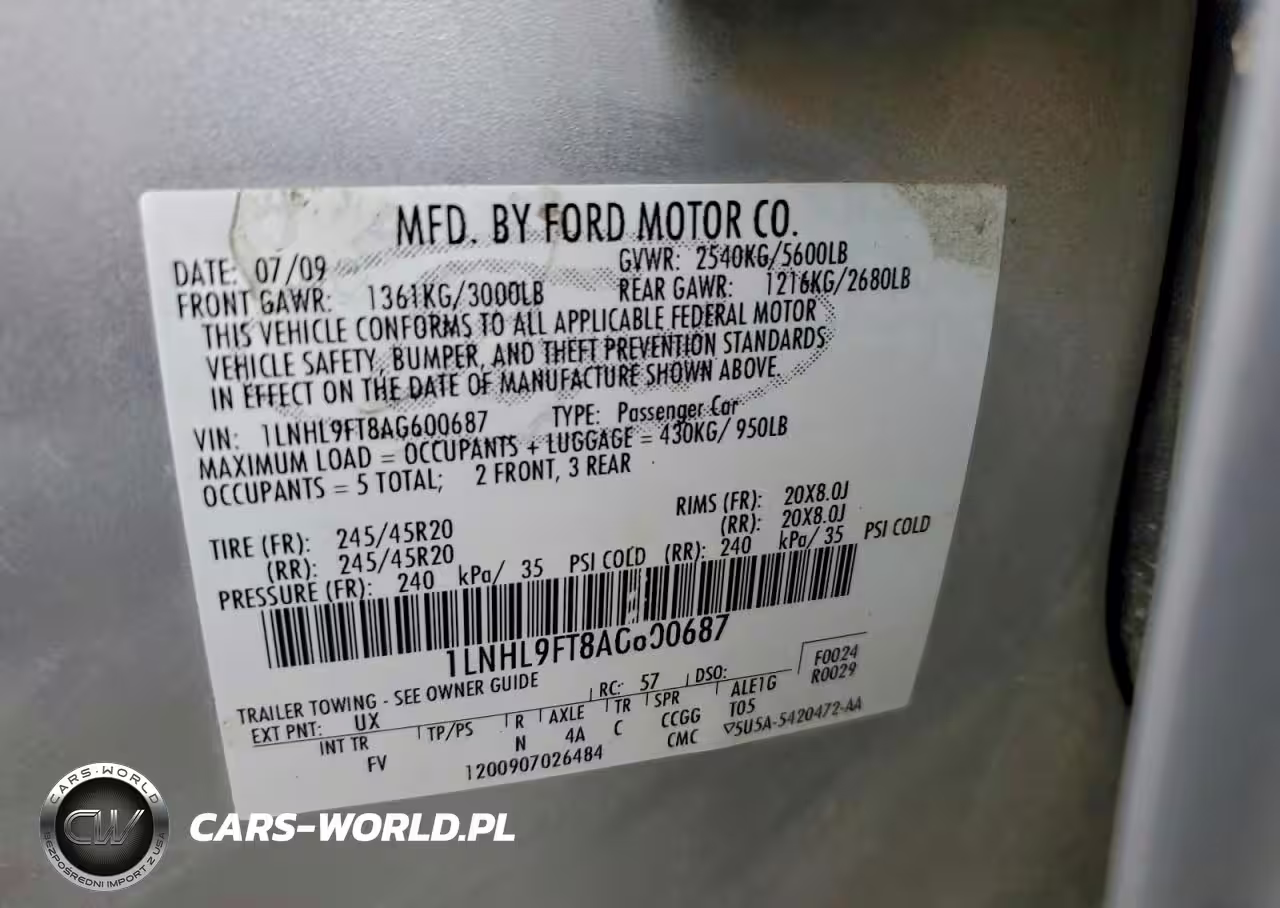 MFD. BY FORD MOTOR CO.
DATE: 07/09 GVWR: 2540KG/5600LB
FRONT GAWR: 1361KG/3000LB REAR GAWR: 1216KG/2680LB
THIS VEHICLE CONFORMS TO ALL APPLICABLE FEDERAL MOTOR
VEHICLE SAFETY, BUMPER, AND THEFT PREVENTION STANDARDS
IN EFFECT ON THE DATE OF MANUFACTURE SHOWN ABOVE.
VIN: 1LNHL9FT8AG600687 TYPE: Passenger Car
MAXIMUM LOAD = OCCUPANTS + LUGGAGE = 430KG/ 950LB
OCCUPANTS = 5 TOTAL; 2 FRONT, 3 REAR
TIRE (FR): 245/45R20 RIMS (FR): 20X8.0J
(RR): 245/45R20 (RR): 20X8.0J
PRESSURE (FR): 240 kPa/ 35 PSI COLD (RR): 240 kPa/ 35 PSI COLD
1LNHL9FT8AG600687
TRAILER TOWING - SEE OWNER GUIDE
EXT PNT: UX RC: 57 DSO: F0024
R0029
INT TR TP/PS R AXLE TR SPR ALE1G
FV N 4A C CCGG T05
1200907026484 CMC ▽5U5A-5420472-AA
CARS-WORLD
CW
BEZPOŚREDNI IMPORT Z USA
CARS-WORLD.PL